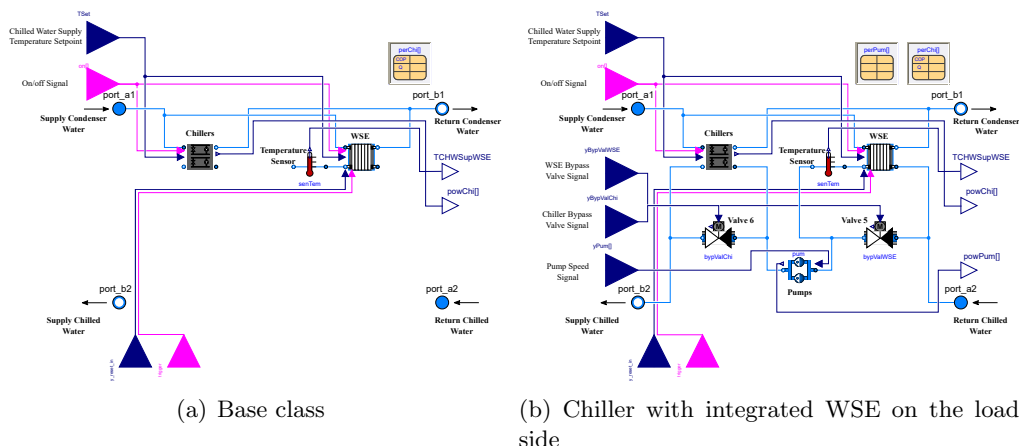 TSet
Chilled Water Supply
Temperature Setpoint
on[]
On/off Signal
perChi[]
COP
Q
port_a1
port_b1
Supply Condenser
Water
Return Condenser
Water
Chillers
WSE
Temperature
Sensor
senTem
TCHWSupWSE
powChi[]
port_b2
port_a2
Supply Chilled
Water
Return Chilled
Water
y_reset_in
trigger
(a) Base class
TSet
Chilled Water Supply
Temperature Setpoint
On/off Signal
perPum[]
perChi[]
COP
Q
port_a1
port_b1
Supply Condenser
Water
Return Condenser
Water
Chillers
WSE
Temperature
Sensor
yBypValWSE
WSE Bypass
Valve Signal
TCHWSupWSE
powChi[]
yBypValChi
Chiller Bypass
Valve Signal
Valve 6
M
bypValChi
Valve 5
M
bypValWSE
yPum[]
Pump Speed
Signal
pum
Pumps
powPum[]
port_b2
port_a2
Supply Chilled
Water
Return Chilled
Water
y_reset_in
trigger
(b) Chiller with integrated WSE on the load
side